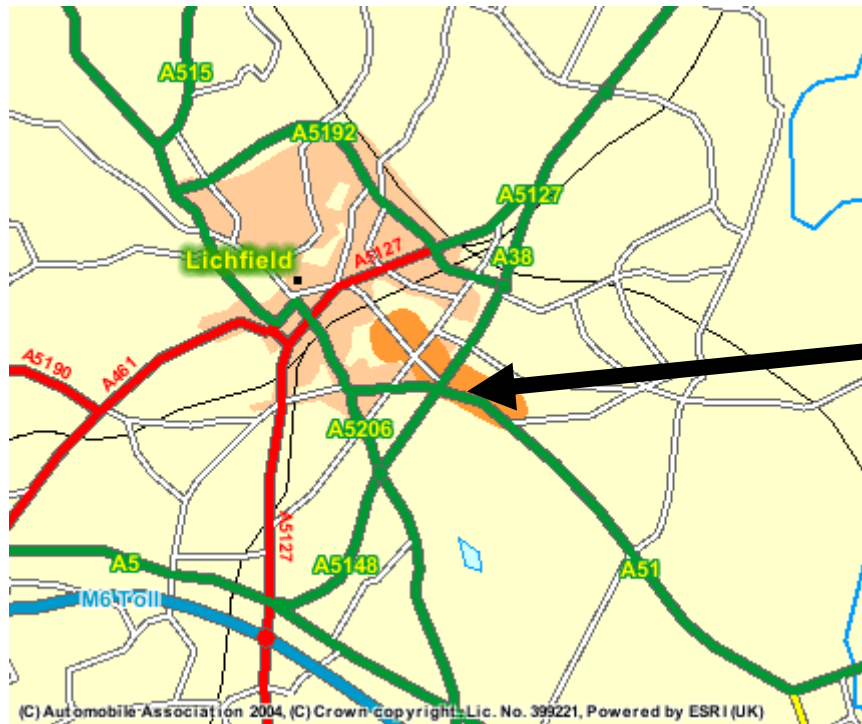 A515
A5192
A5127
A38
Lichfield
A5127
A5190
A461
A5206
A5127
A5148
A5
A51
M6 Toll
(C) Automobile Association 2004, (C) Crown copyright. Lic. No. 399221, Powered by ESRI (UK)